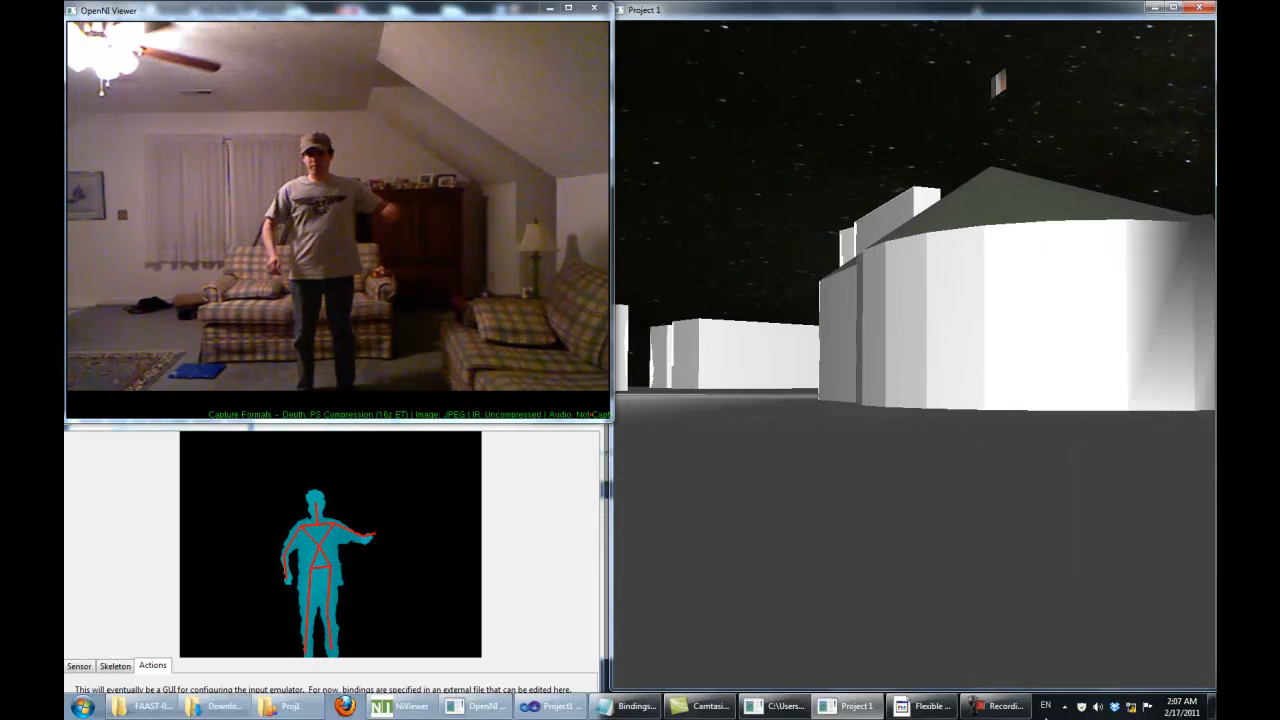 OpenNI Viewer
Project 1
Capture Formats - Depth: PS Compression (16z ET) | Image: JPEG | IR: Uncompressed | Audio: Not Capt
Sensor Skeleton Actions
This will eventually be a GUI for configuring the input emulator. For now, bindings are specified in an external file that can be edited here.
FAAST-0... Downlo... Proj1 NiViewer OpenNI ... Project1 ... Bindings... Camtasi... C:\Users... Project 1 Flexible ... Recordi... EN 2:07 AM
2/17/2011